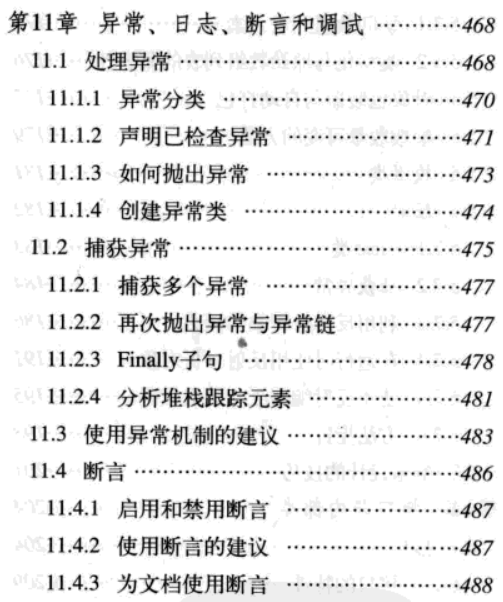 第11章 异常、日志、断言和调试 ………… 468
11.1 处理异常 ………… 468
11.1.1 异常分类 ………… 470
11.1.2 声明已检查异常 ………… 471
11.1.3 如何抛出异常 ………… 473
11.1.4 创建异常类 ………… 474
11.2 捕获异常 ………… 475
11.2.1 捕获多个异常 ………… 477
11.2.2 再次抛出异常与异常链 ………… 477
11.2.3 Finally子句 ………… 478
11.2.4 分析堆栈跟踪元素 ………… 481
11.3 使用异常机制的建议 ………… 483
11.4 断言 ………… 486
11.4.1 启用和禁用断言 ………… 487
11.4.2 使用断言的建议 ………… 487
11.4.3 为文档使用断言 ………… 488